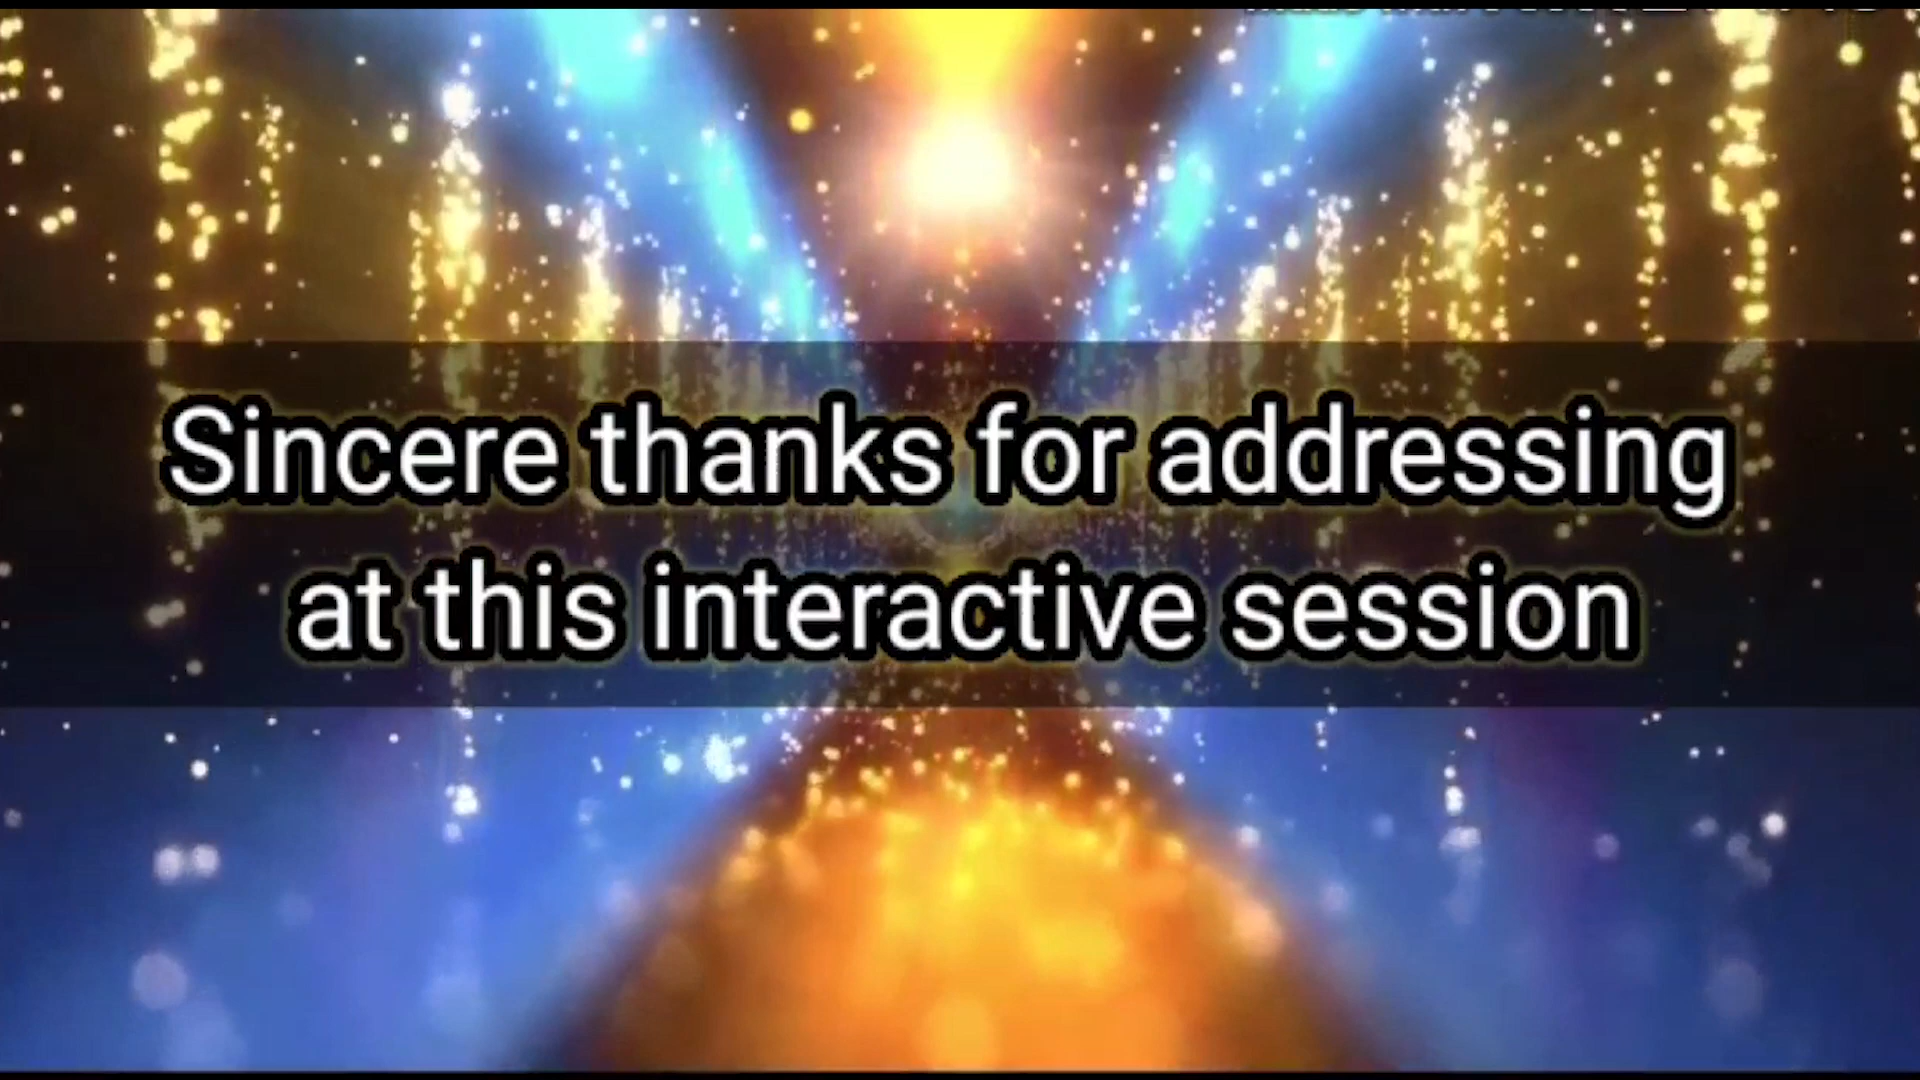 Sincere thanks for addressing
at this interactive session